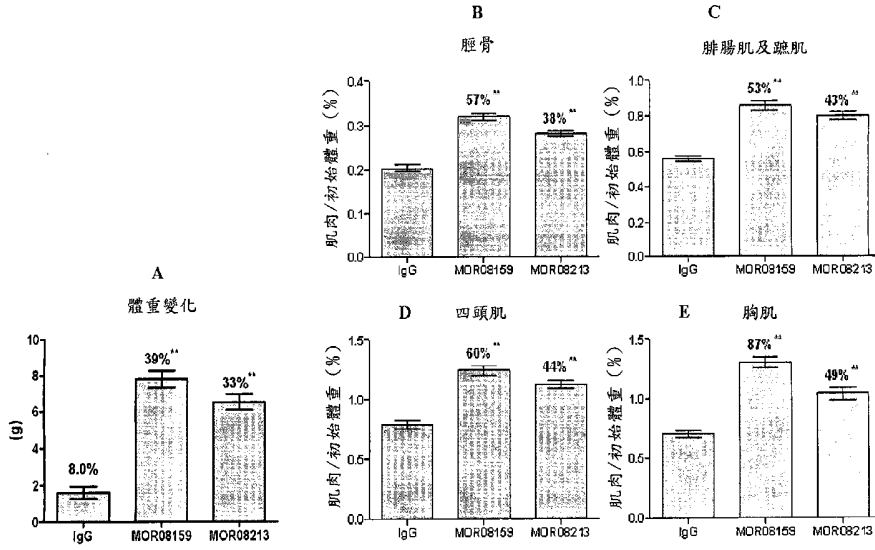 A
體重變化
(g)
10
8
6
4
2
0
8.0%
39%**
33%**
IgG
MOR08159
MOR08213
B
脛骨
肌肉/初始體重 (%)
0.4
0.3
0.2
0.1
0.0
57%**
38%**
IgG
MOR08159
MOR08213
C
腓腸肌及蹠肌
肌肉/初始體重 (%)
1.0
0.8
0.6
0.4
0.2
0.0
53%**
43%**
IgG
MOR08159
MOR08213
D
四頭肌
肌肉/初始體重 (%)
1.5
1.0
0.5
0.0
60%**
44%**
IgG
MOR08159
MOR08213
E
胸肌
肌肉/初始體重 (%)
1.5
1.0
0.5
0.0
87%**
49%**
IgG
MOR08159
MOR08213